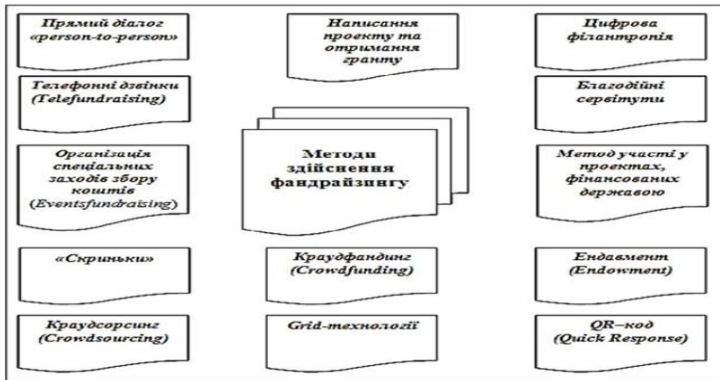 Прямий діалог
«person-to-person»
Написання
проекту та
отримання
гранту
Цифрова
філантропія
Телефонні дзвінки
(Telefundraising)
Благодійні
сервітути
Організація
спеціальних
заходів збору
коштів
(Eventsfundraising)
Методи
здійснення
фандрайзингу
Метод участі у
проектах,
фінансованих
державою
«Скриньки»
Краудфандинг
(Crowdfunding)
Ендавмент
(Endowment)
Краудсорсинг
(Crowdsourcing)
Grid-технології
QR–код
(Quick Response)